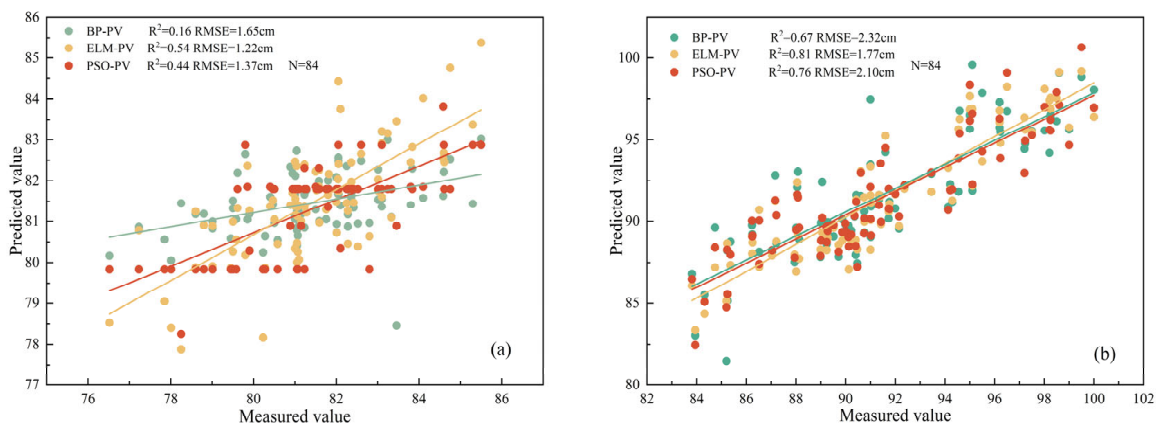 BP-PV R²=0.16 RMSE=1.65cm
ELM-PV R²=0.54 RMSE=1.22cm
PSO-PV R²=0.44 RMSE=1.37cm N=84
86
85
84
83
82
81
80
79
78
77
Predicted value
76 78 80 82 84 86
Measured value
(a)
BP-PV R²=0.67 RMSE=2.32cm
ELM-PV R²=0.81 RMSE=1.77cm
PSO-PV R²=0.76 RMSE=2.10cm N=84
100
95
90
85
80
Predicted value
82 84 86 88 90 92 94 96 98 100 102
Measured value
(b)